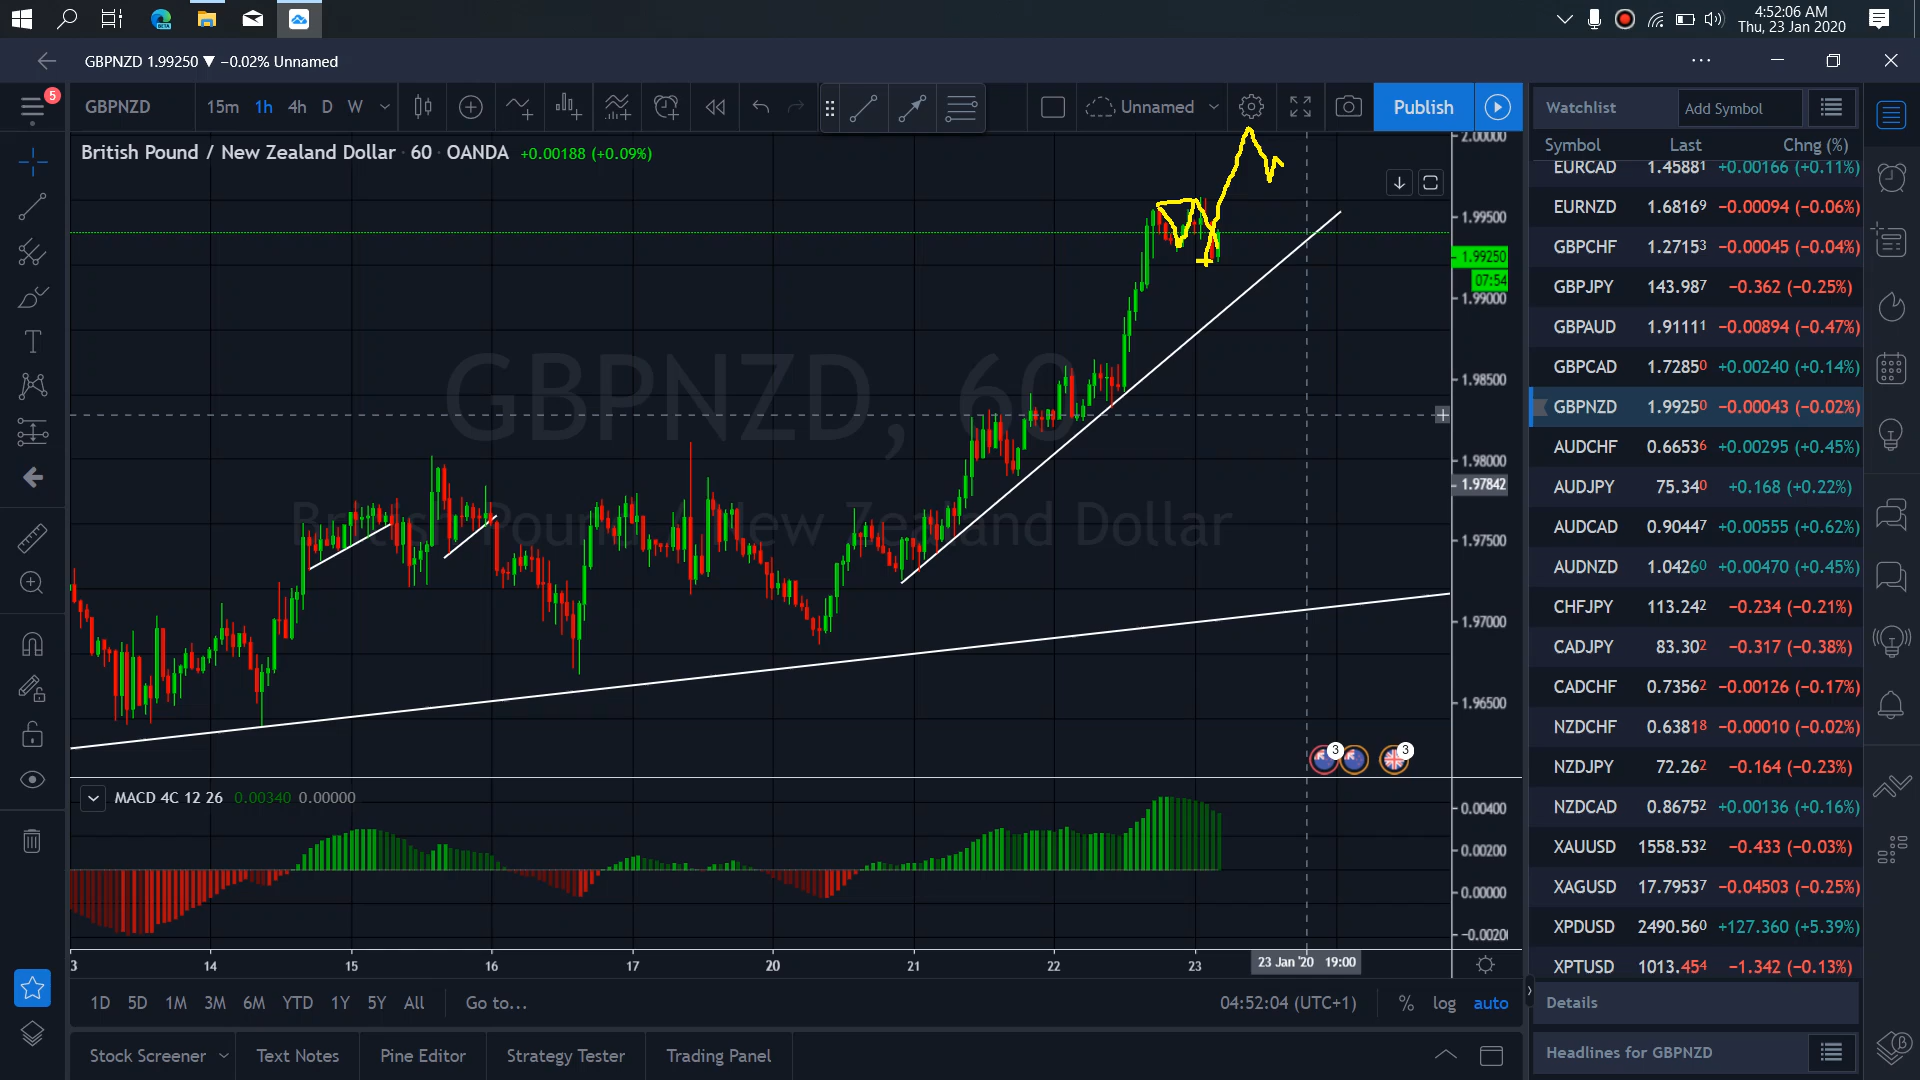 4:52:06 AM
Thu, 23 Jan 2020
GBPNZD 1.99250 ▼ −0.02% Unnamed
5
GBPNZD 15m 1h 4h D W Unnamed Publish
Watchlist Add Symbol
British Pound / New Zealand Dollar · 60 · OANDA +0.00188 (+0.09%)
Symbol Last Chng (%)
EURCAD 1.45881 +0.00166 (+0.11%)
EURNZD 1.68169 −0.00094 (−0.06%)
GBPCHF 1.27153 −0.00045 (−0.04%)
GBPJPY 143.987 −0.362 (−0.25%)
GBPAUD 1.91111 −0.00894 (−0.47%)
GBPCAD 1.72850 +0.00240 (+0.14%)
GBPNZD 1.99250 −0.00043 (−0.02%)
AUDCHF 0.66536 +0.00295 (+0.45%)
AUDJPY 75.340 +0.168 (+0.22%)
AUDCAD 0.90447 +0.00555 (+0.62%)
AUDNZD 1.04260 +0.00470 (+0.45%)
CHFJPY 113.242 −0.234 (−0.21%)
CADJPY 83.302 −0.317 (−0.38%)
CADCHF 0.73562 −0.00126 (−0.17%)
NZDCHF 0.63818 −0.00010 (−0.02%)
NZDJPY 72.262 −0.164 (−0.23%)
NZDCAD 0.86752 +0.00136 (+0.16%)
XAUUSD 1558.532 −0.433 (−0.03%)
XAGUSD 17.79537 −0.04503 (−0.25%)
XPDUSD 2490.560 +127.360 (+5.39%)
XPTUSD 1013.454 −1.342 (−0.13%)
Details
Headlines for GBPNZD
2.00000
1.99500
1.99250
07:54
1.99000
1.98500
1.98000
1.97842
1.97500
1.97000
1.96500
GBPNZD, 60
British Pound / New Zealand Dollar
3 3
MACD 4C 12 26 0.00340 0.00000
0.00400
0.00200
0.00000
−0.0020
3 14 15 16 17 20 21 22 23 23 Jan '20 19:00
1D 5D 1M 3M 6M YTD 1Y 5Y All Go to... 04:52:04 (UTC+1) % log auto
Stock Screener Text Notes Pine Editor Strategy Tester Trading Panel